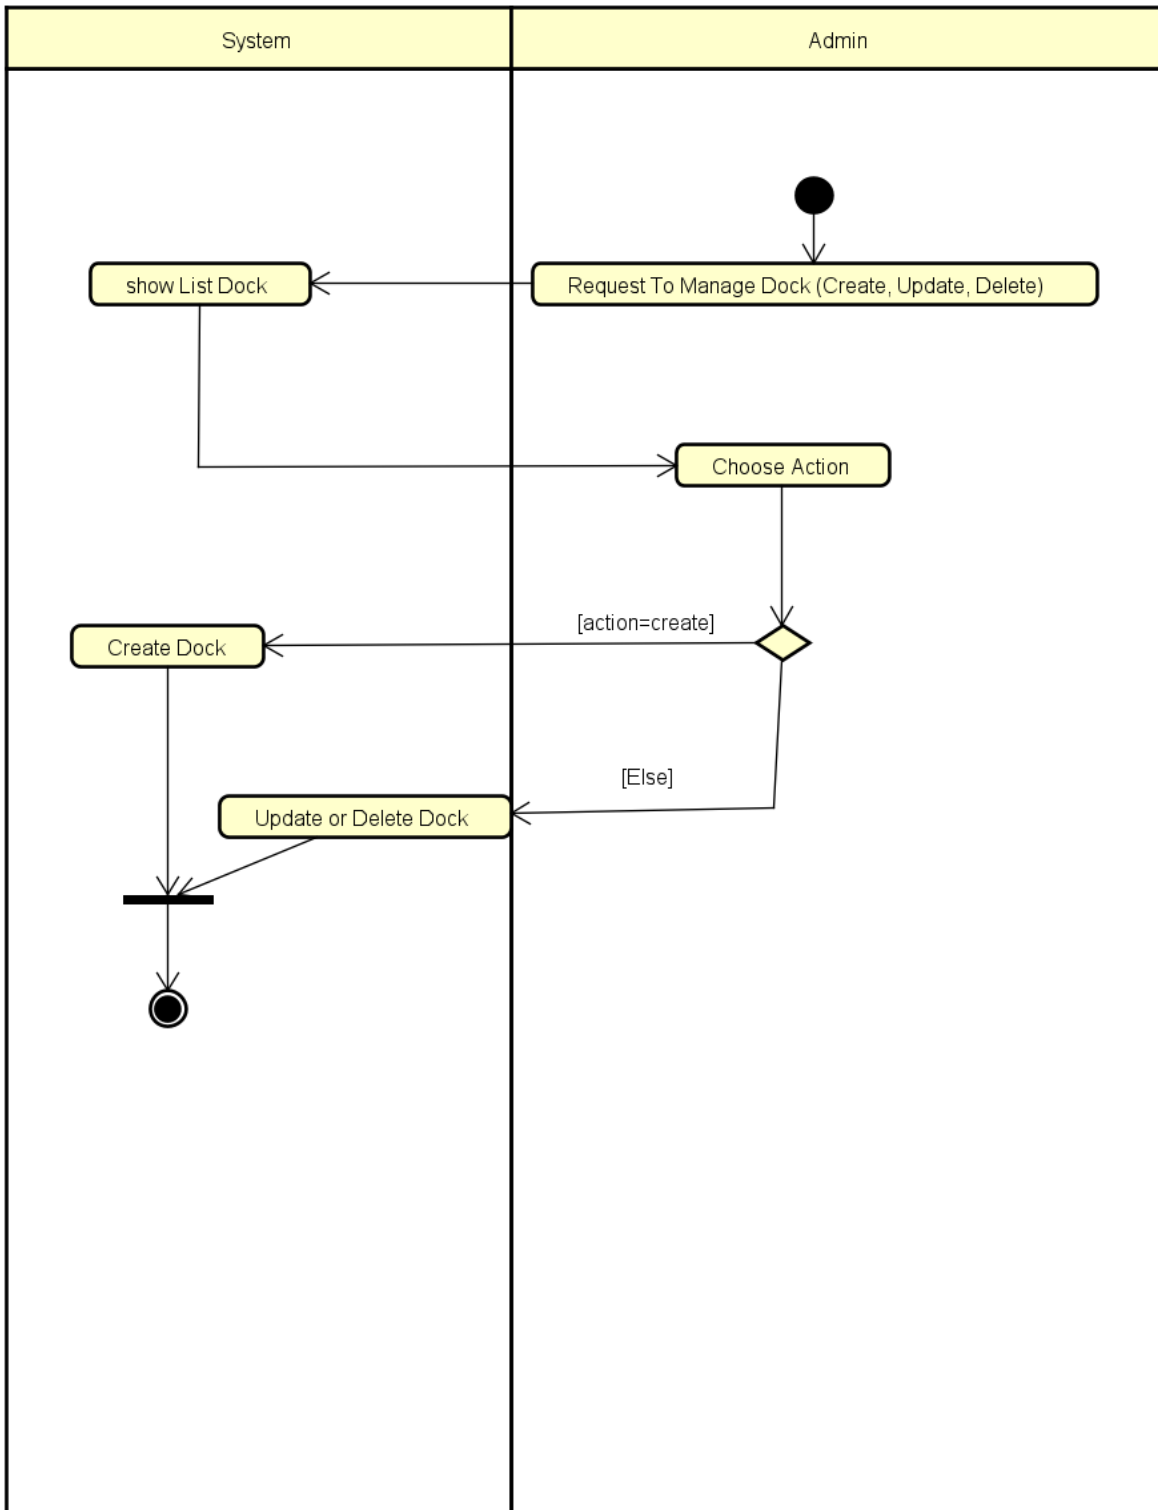 System
Admin
show List Dock
Request To Manage Dock (Create, Update, Delete)
Choose Action
[action=create]
Create Dock
[Else]
Update or Delete Dock